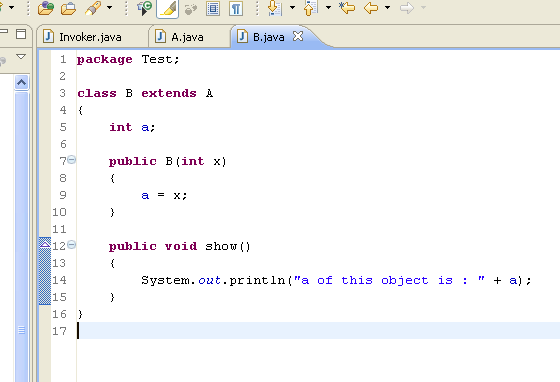 Invoker.java A.java B.java
1 package Test;
2
3 class B extends A
4 {
5 int a;
6
7 public B(int x)
8 {
9 a = x;
10 }
11
12 public void show()
13 {
14 System.out.println("a of this object is : " + a);
15 }
16 }
17